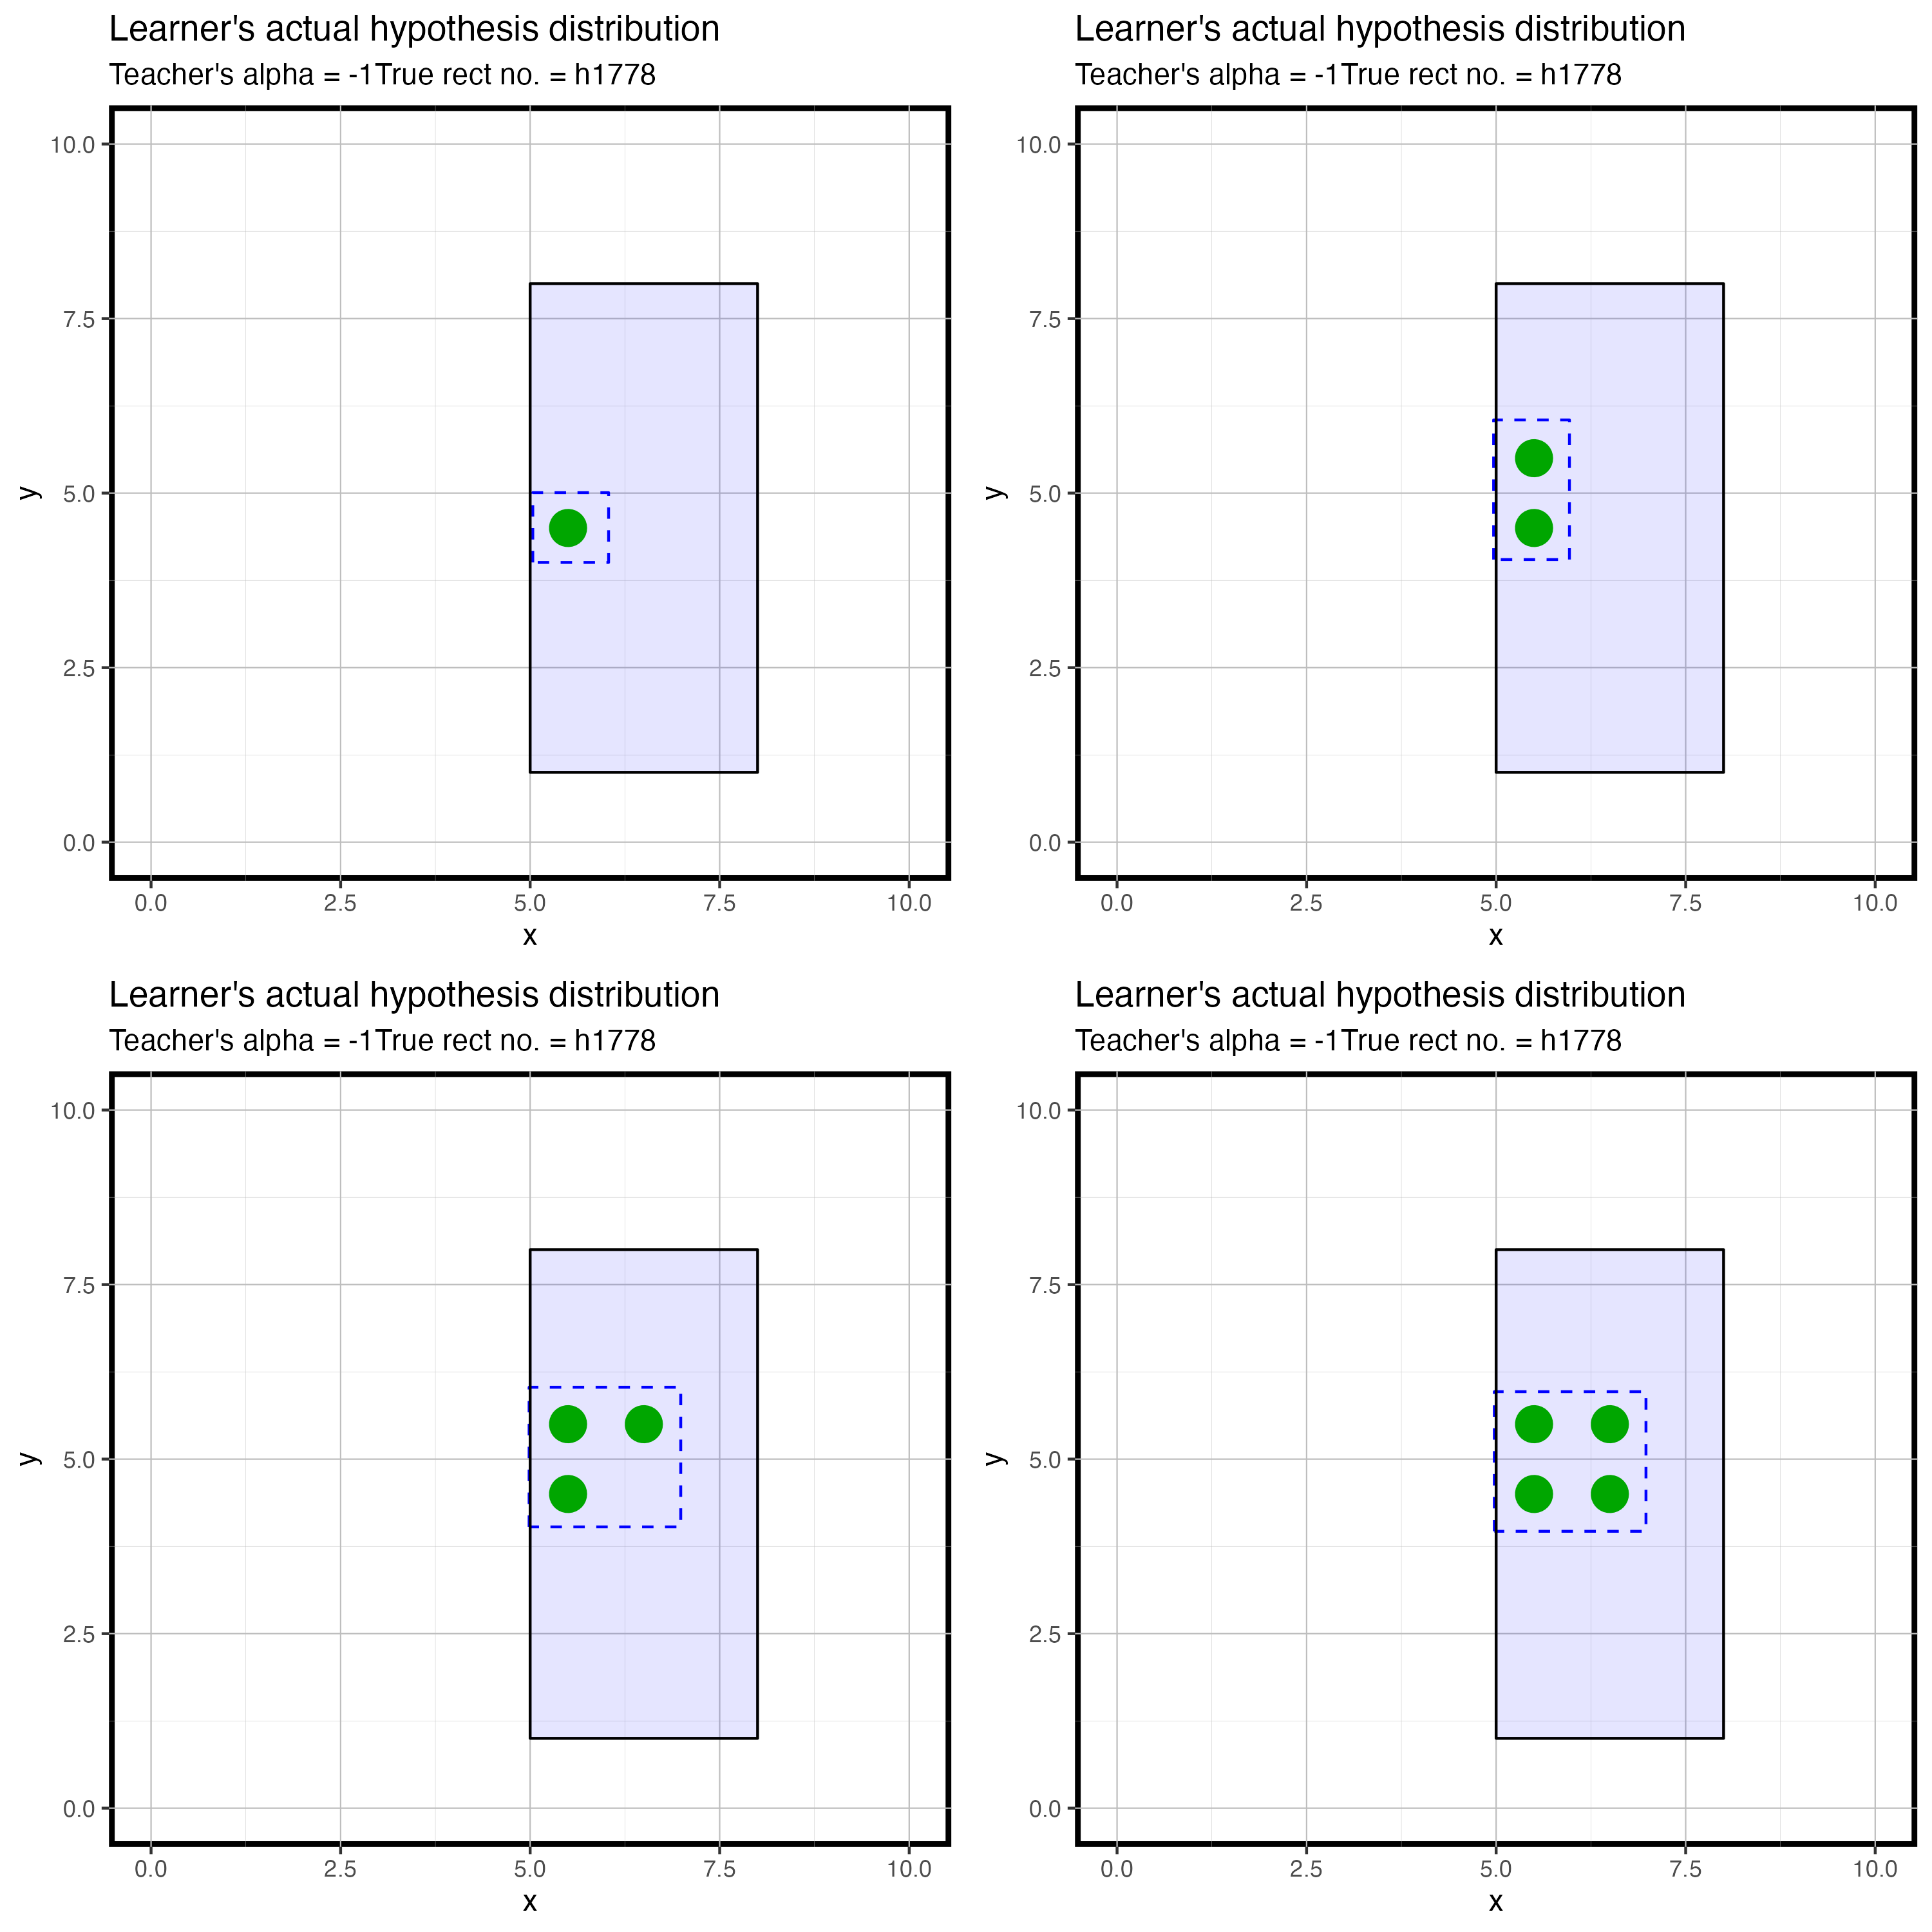 Learner's actual hypothesis distribution
Teacher's alpha = -1True rect no. = h1778
10.0
7.5
5.0
2.5
0.0
y
0.0 2.5 5.0 7.5 10.0
x
Learner's actual hypothesis distribution
Teacher's alpha = -1True rect no. = h1778
10.0
7.5
5.0
2.5
0.0
y
0.0 2.5 5.0 7.5 10.0
x
Learner's actual hypothesis distribution
Teacher's alpha = -1True rect no. = h1778
10.0
7.5
5.0
2.5
0.0
y
0.0 2.5 5.0 7.5 10.0
x
Learner's actual hypothesis distribution
Teacher's alpha = -1True rect no. = h1778
10.0
7.5
5.0
2.5
0.0
y
0.0 2.5 5.0 7.5 10.0
x